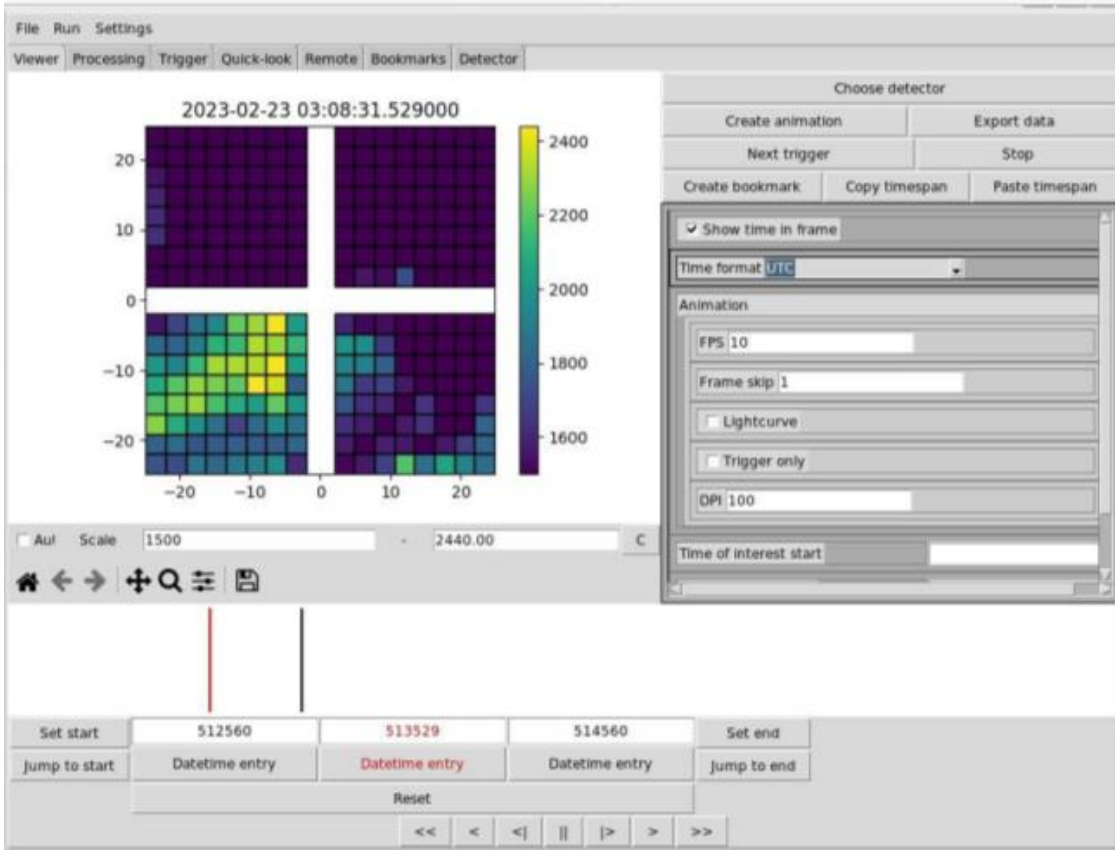 File Run Settings
Viewer Processing Trigger Quick-look Remote Bookmarks Detector
2023-02-23 03:08:31.529000
20
10
0
−10
−20
−20 −10 0 10 20
2400
2200
2000
1800
1600
Choose detector
Create animation Export data
Next trigger Stop
Create bookmark Copy timespan Paste timespan
Show time in frame
Time format UTC
Animation
FPS 10
Frame skip 1
Lightcurve
Trigger only
DPI 100
Time of interest start
Scale 1500 - 2440.00 C
Set start 512560 513529 514560 Set end
Jump to start Datetime entry Datetime entry Datetime entry Jump to end
Reset
<< < <| || |> > >>